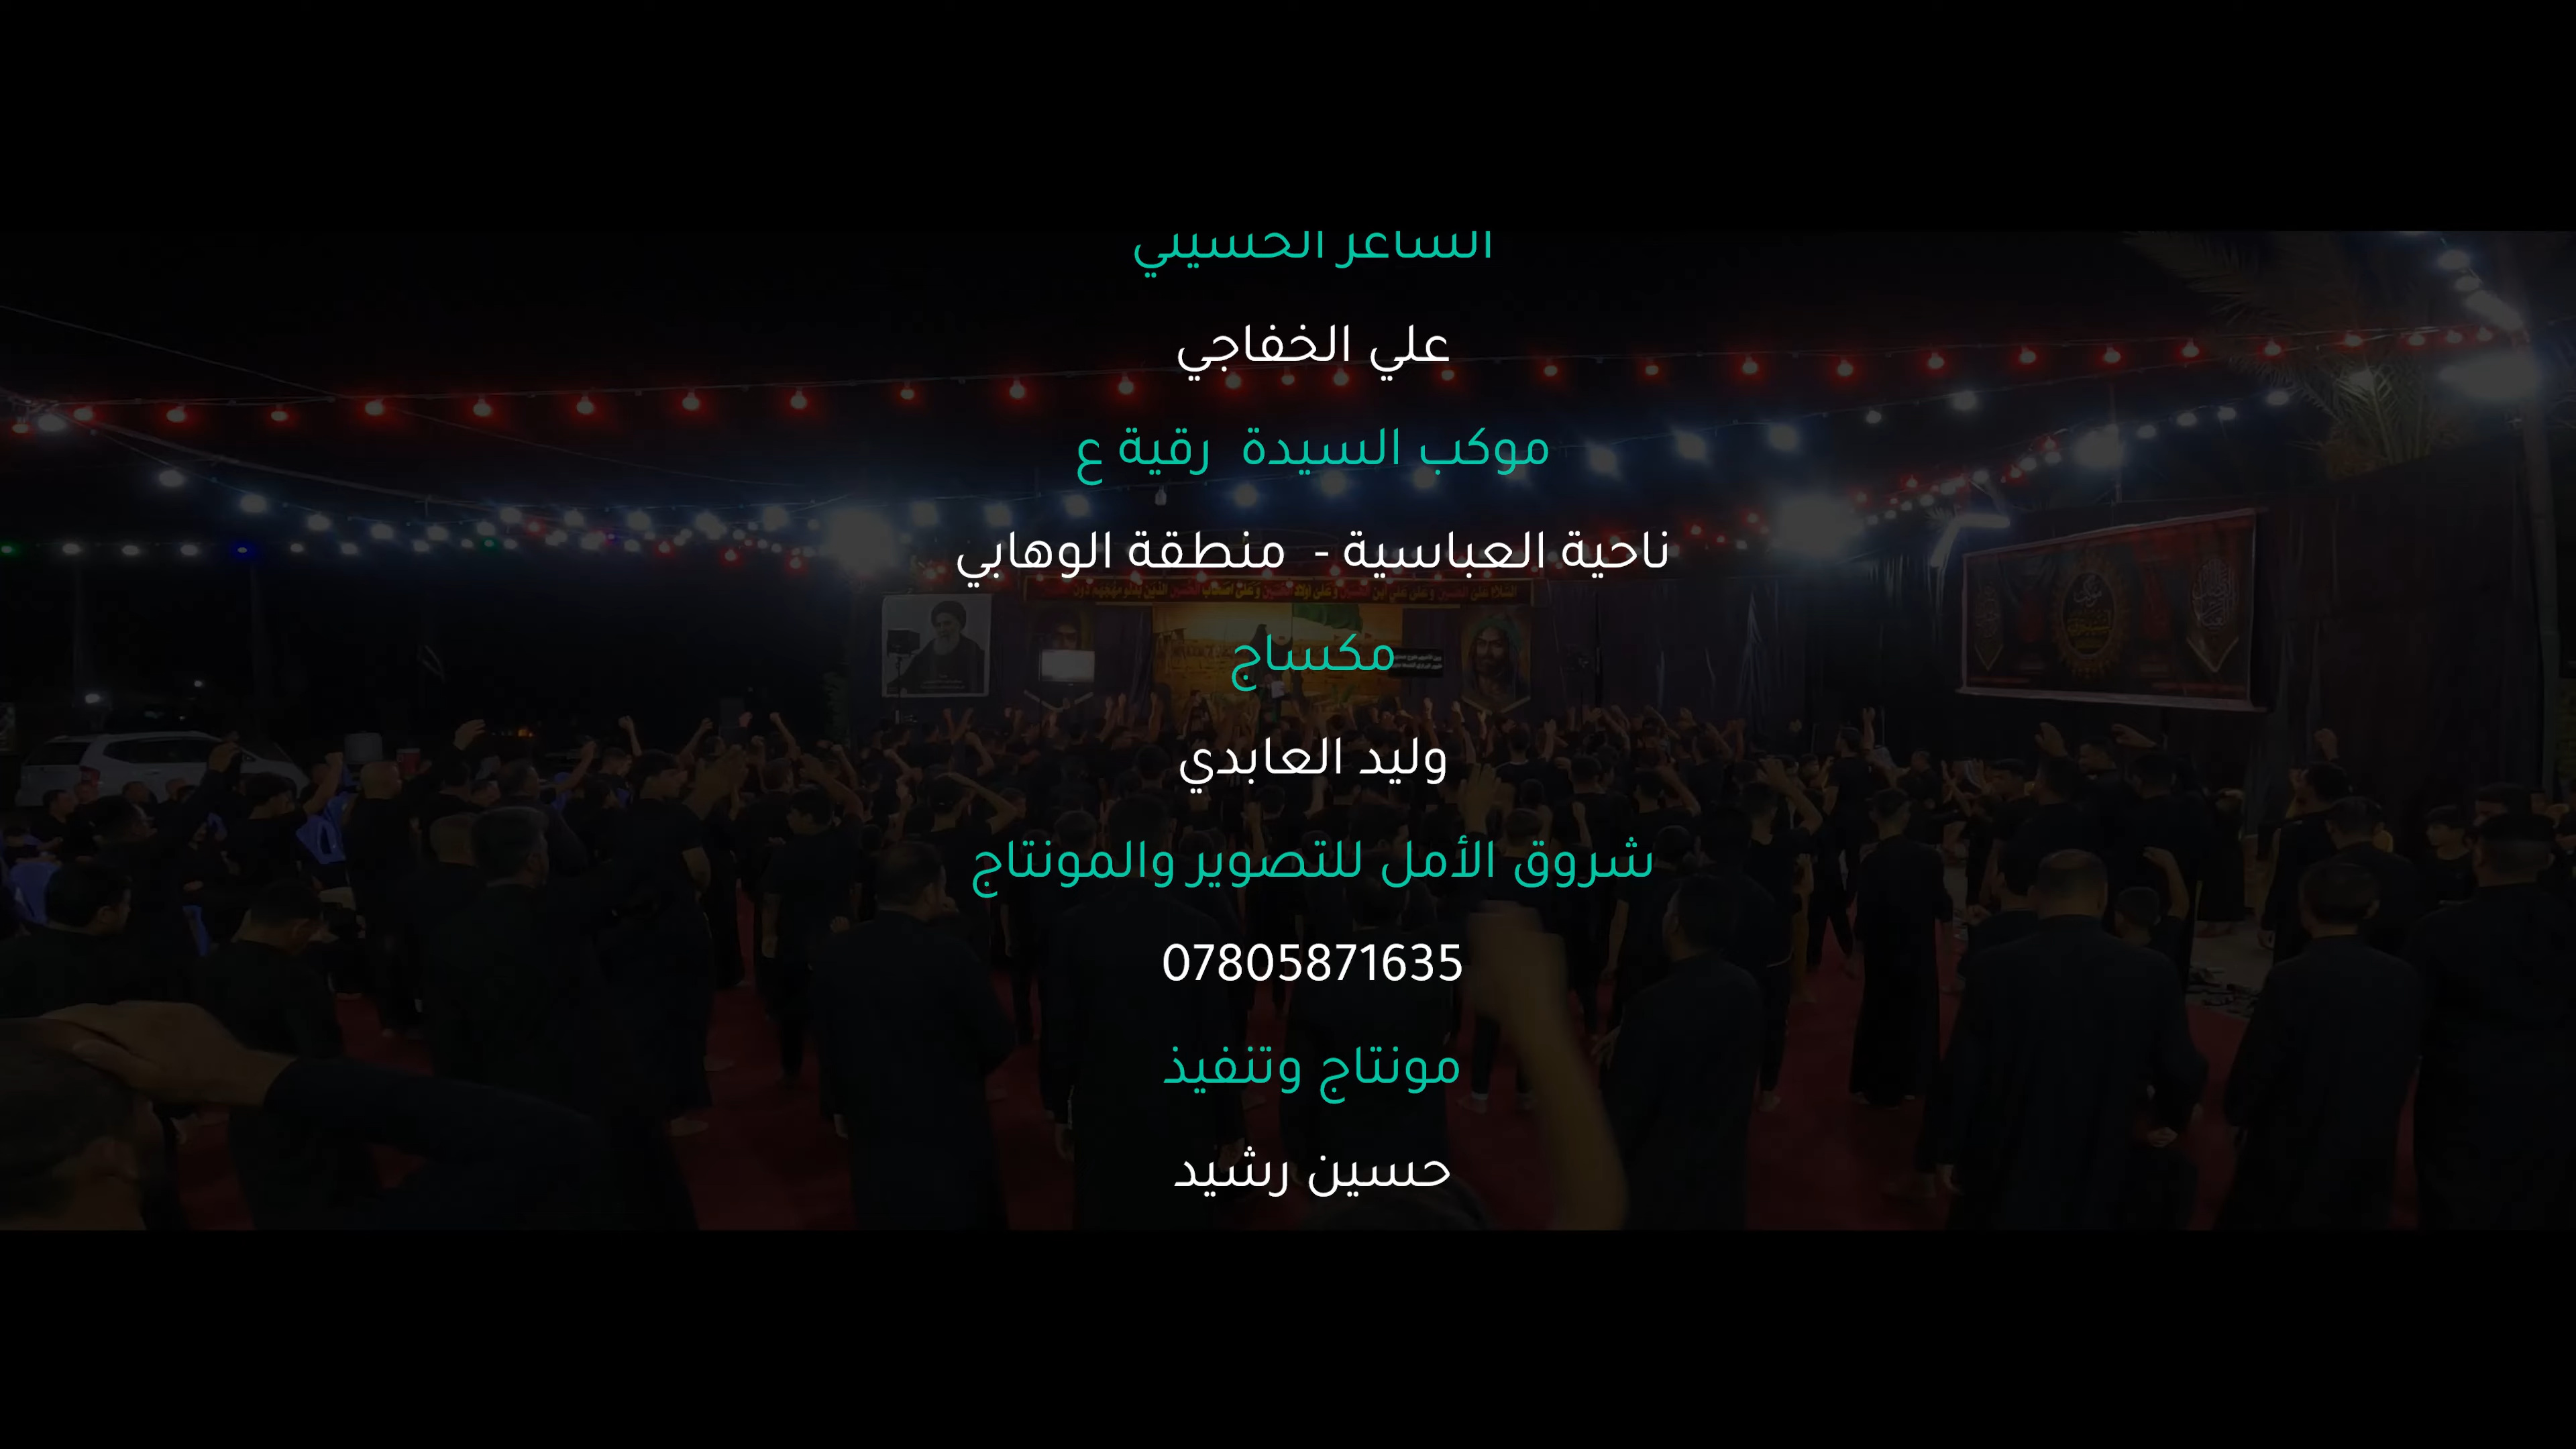 الشاعر الحسيني
علي الخفاجي
موكب السيدة رقية ع
ناحية العباسية - منطقة الوهابي
مكساج
وليد العابدي
شروق الأمل للتصوير والمونتاج
07805871635
مونتاج وتنفيذ
حسين رشيد